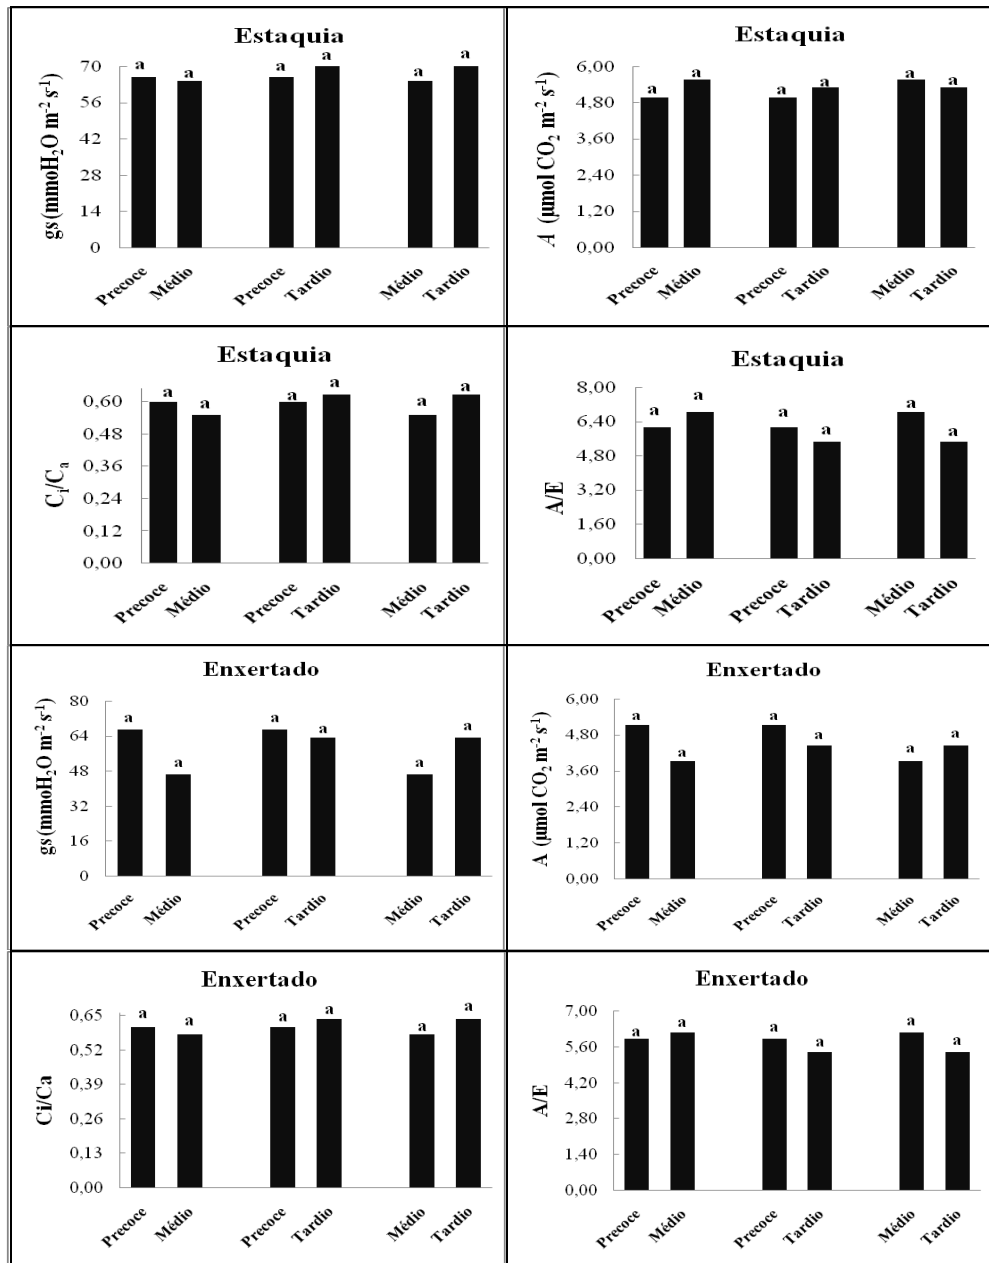 Estaquia
gs (mmoH₂O m⁻² s⁻¹)
70
56
42
28
14
0
a a a a a a
Precoce Médio Precoce Tardio Médio Tardio
Estaquia
A (µmol CO₂ m⁻² s⁻¹)
6,00
4,80
3,60
2,40
1,20
0,00
a a a a a a
Precoce Médio Precoce Tardio Médio Tardio
Estaquia
Cᵢ/Cₐ
0,60
0,48
0,36
0,24
0,12
0,00
a a a a a a
Precoce Médio Precoce Tardio Médio Tardio
Estaquia
A/E
8,00
6,40
4,80
3,20
1,60
0,00
a a a a a a
Precoce Médio Precoce Tardio Médio Tardio
Enxertado
gs (mmoH₂O m⁻² s⁻¹)
80
64
48
32
16
0
a a a a a a
Precoce Médio Precoce Tardio Médio Tardio
Enxertado
A (µmol CO₂ m⁻² s⁻¹)
6,00
4,80
3,60
2,40
1,20
0,00
a a a a a a
Precoce Médio Precoce Tardio Médio Tardio
Enxertado
Ci/Ca
0,65
0,52
0,39
0,26
0,13
0,00
a a a a a a
Precoce Médio Precoce Tardio Médio Tardio
Enxertado
A/E
7,00
5,60
4,20
2,80
1,40
0,00
a a a a a a
Precoce Médio Precoce Tardio Médio Tardio